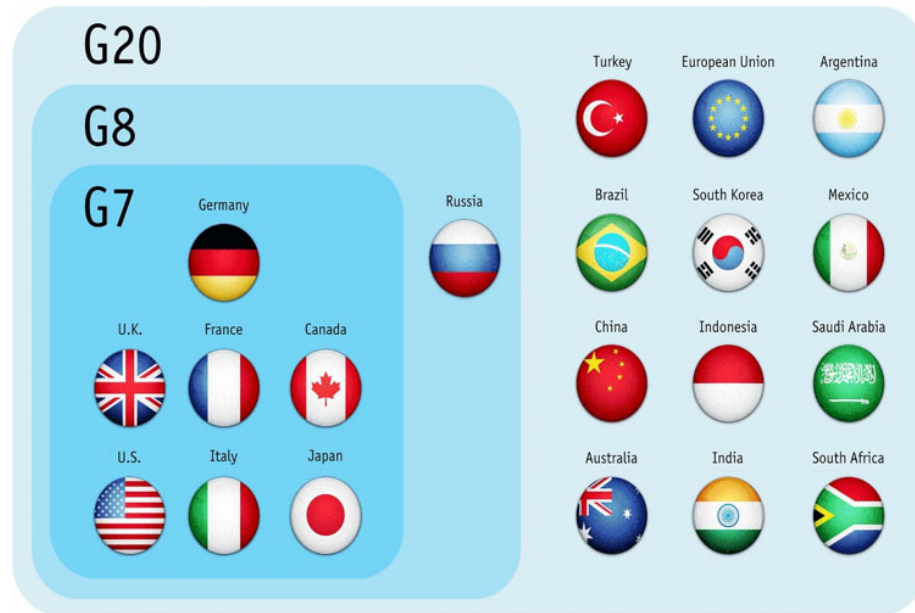 G20
G8
G7
Germany
U.K.
France
Canada
U.S.
Italy
Japan
Russia
Turkey
European Union
Argentina
Brazil
South Korea
Mexico
China
Indonesia
Saudi Arabia
Australia
India
South Africa